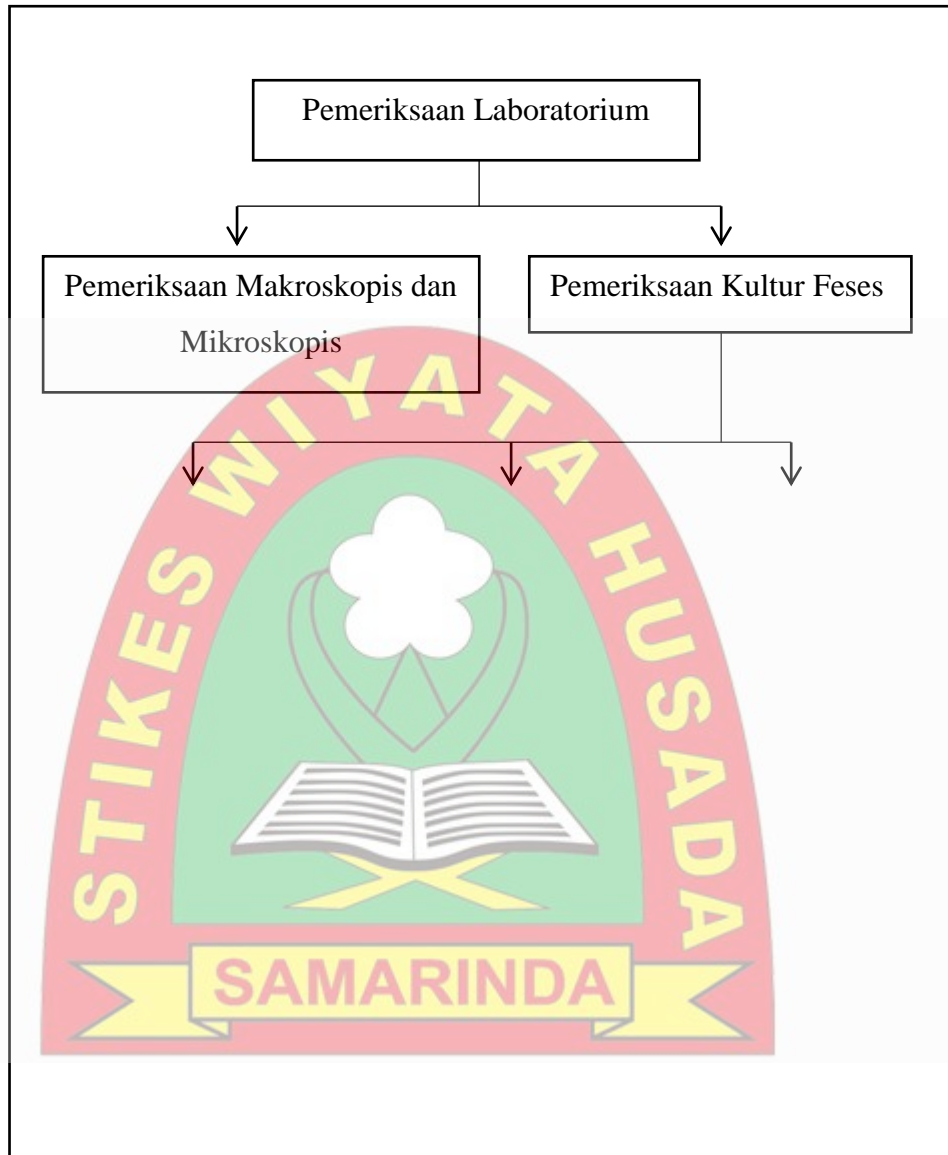 Pemeriksaan Laboratorium
Pemeriksaan Makroskopis dan
Mikroskopis
Pemeriksaan Kultur Feses
STIKES WIYATA HUSADA
SAMARINDA